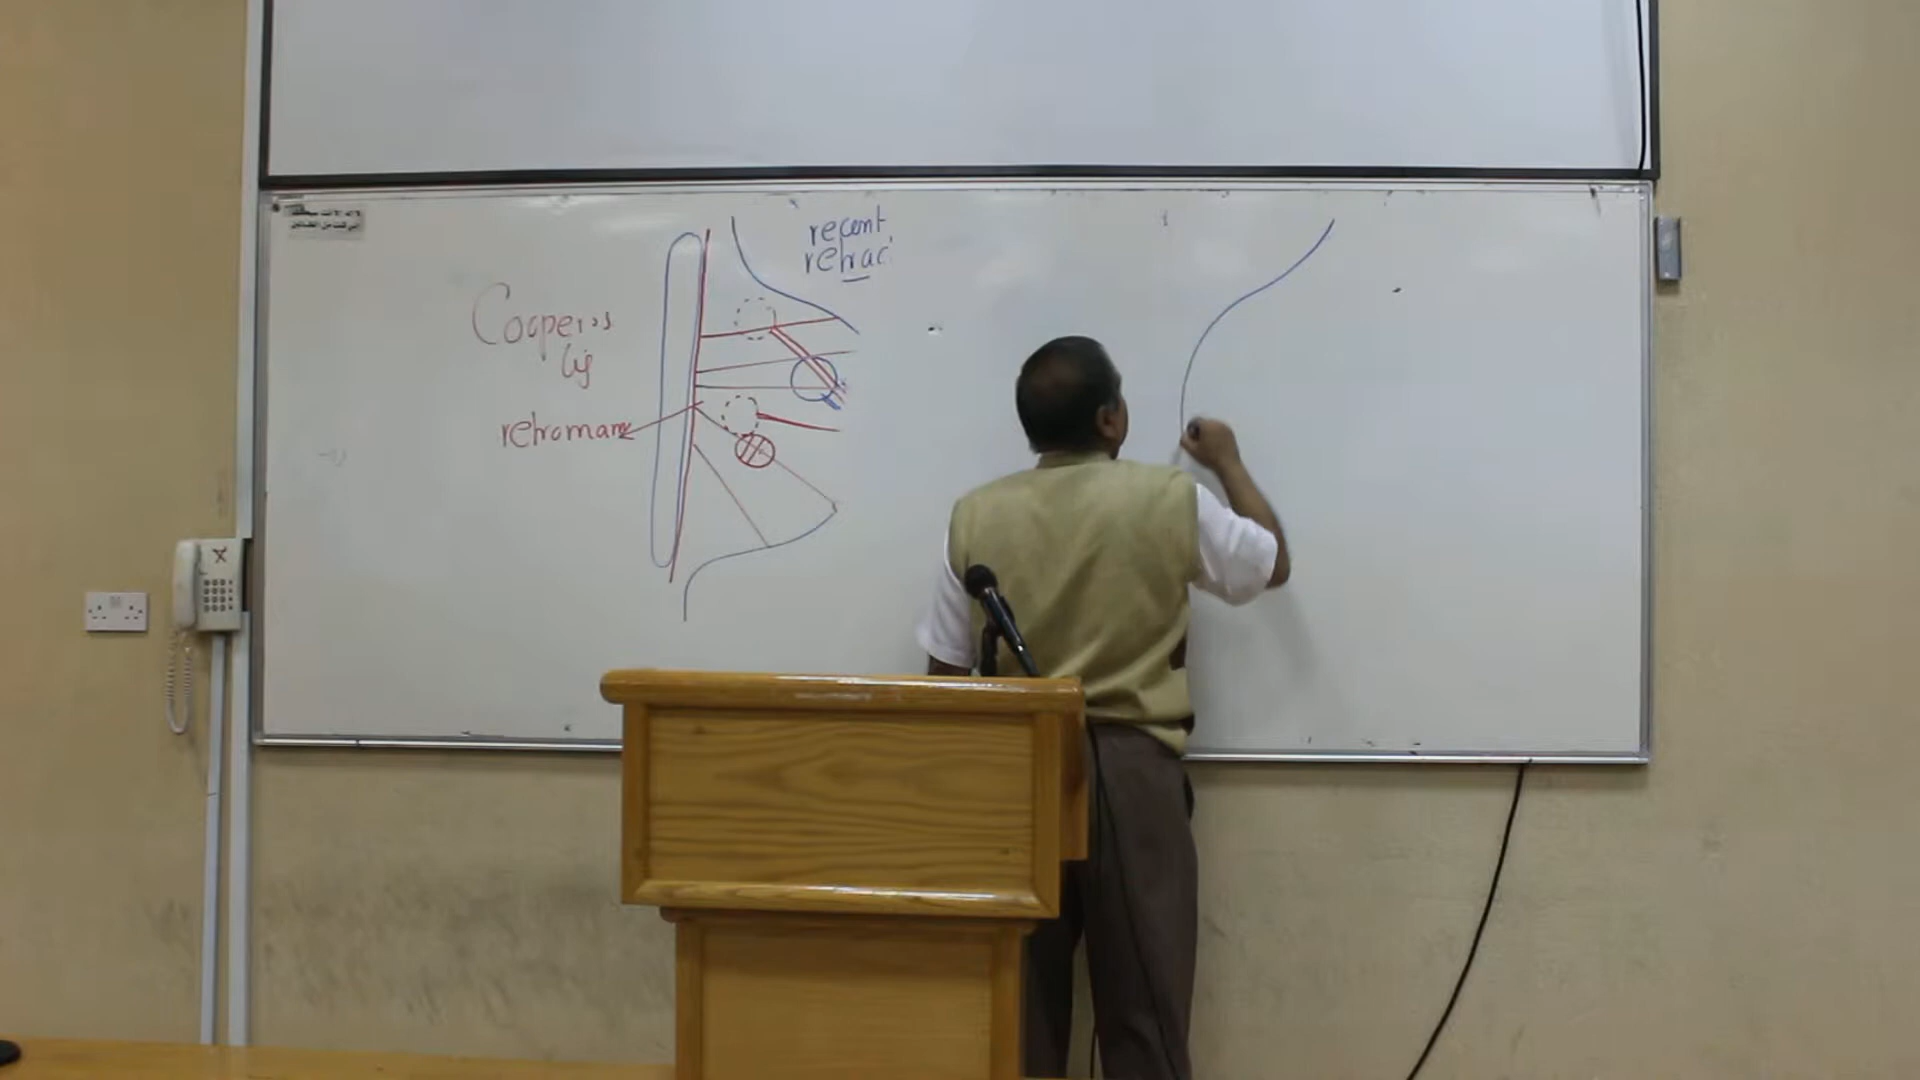 recent
retrac.
Cooper's
lig
retromam